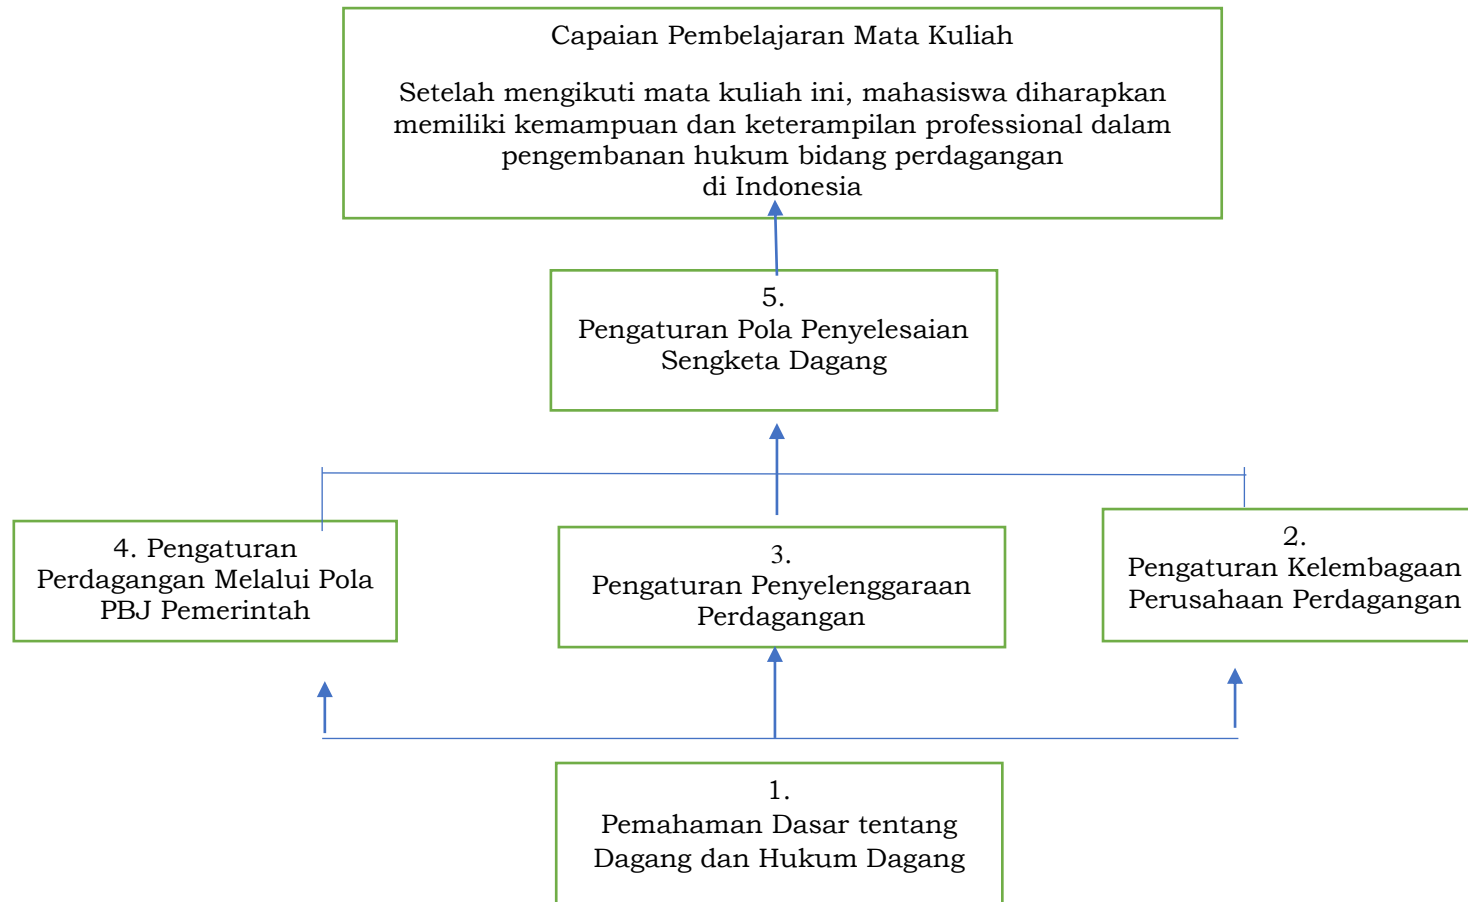 Capaian Pembelajaran Mata Kuliah
Setelah mengikuti mata kuliah ini, mahasiswa diharapkan
memiliki kemampuan dan keterampilan professional dalam
pengembanan hukum bidang perdagangan
di Indonesia
5.
Pengaturan Pola Penyelesaian
Sengketa Dagang
4. Pengaturan
Perdagangan Melalui Pola
PBJ Pemerintah
3.
Pengaturan Penyelenggaraan
Perdagangan
2.
Pengaturan Kelembagaan
Perusahaan Perdagangan
1.
Pemahaman Dasar tentang
Dagang dan Hukum Dagang